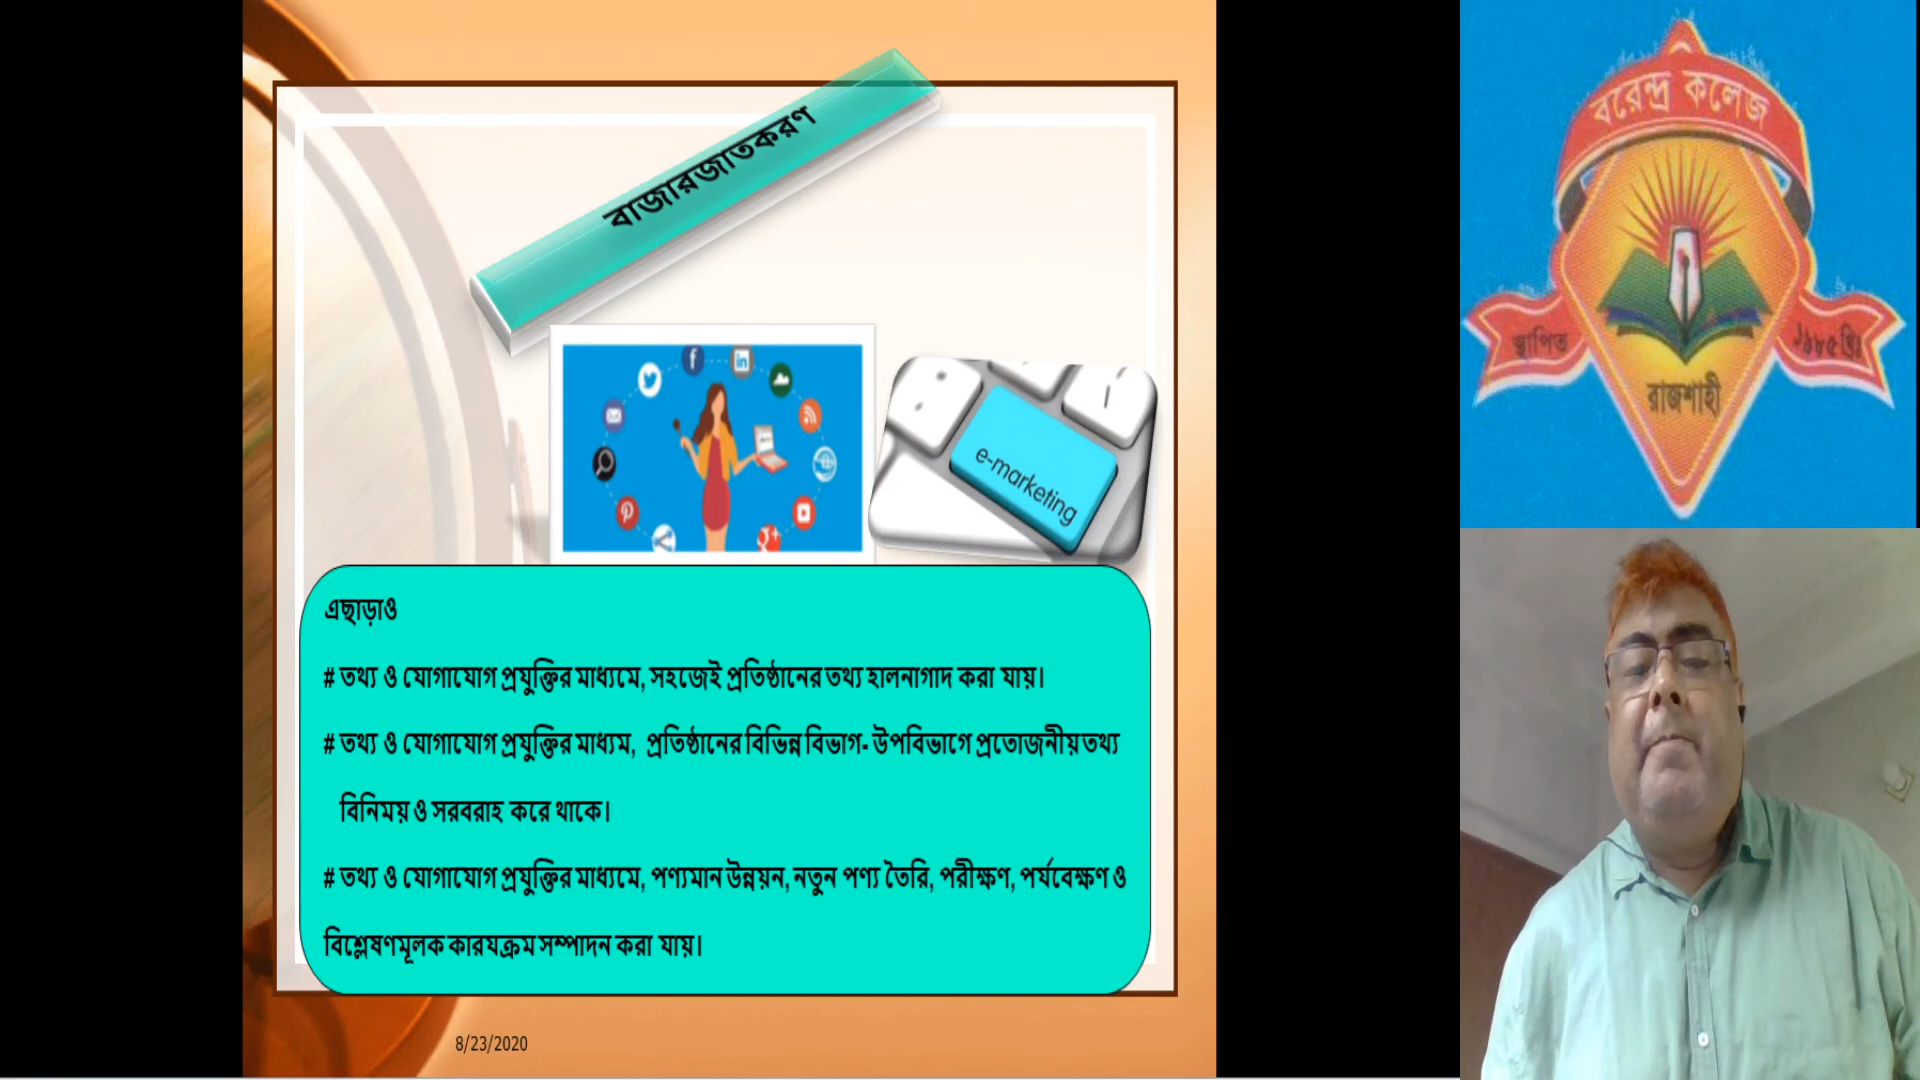 বাজারজাতকরণ
e-marketing
এছাড়াও
# তথ্য ও যোগাযোগ প্রযুক্তির মাধ্যমে, সহজেই প্রতিষ্ঠানের তথ্য হালনাগাদ করা যায়।
# তথ্য ও যোগাযোগ প্রযুক্তির মাধ্যম, প্রতিষ্ঠানের বিভিন্ন বিভাগ- উপবিভাগে প্রতোজনীয় তথ্য
বিনিময় ও সরবরাহ করে থাকে।
# তথ্য ও যোগাযোগ প্রযুক্তির মাধ্যমে, পণ্যমান উন্নয়ন, নতুন পণ্য তৈরি, পরীক্ষণ, পর্যবেক্ষণ ও
বিশ্লেষণমূলক কারযক্রম সম্পাদন করা যায়।
8/23/2020
বরেন্দ্র কলেজ
স্থাপিত
১৯৮৫ খ্রিঃ
রাজশাহী